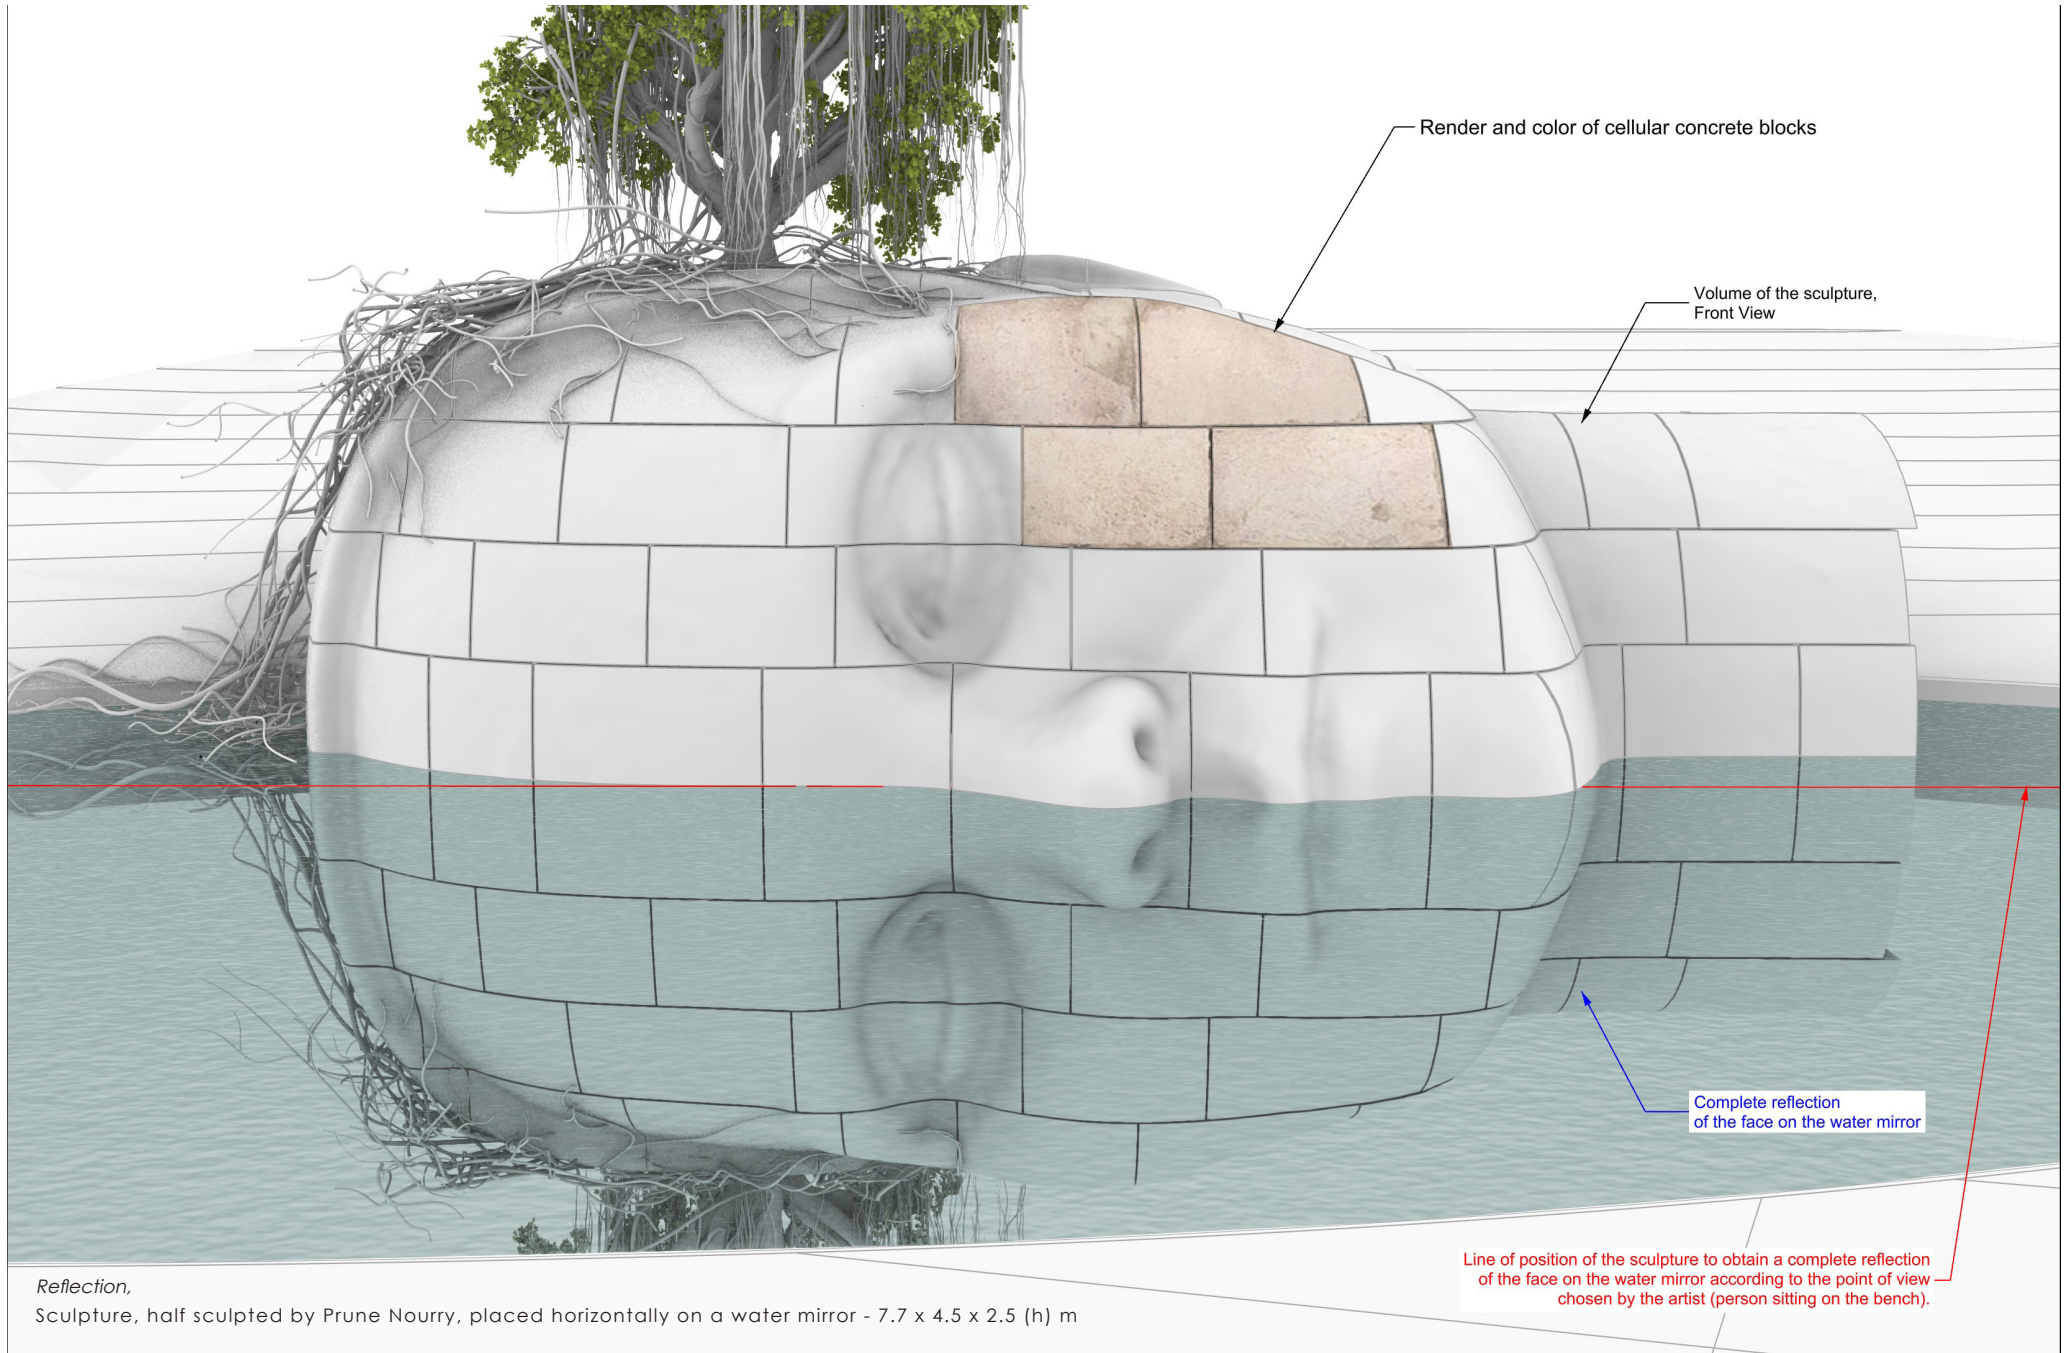 Render and color of cellular concrete blocks
Volume of the sculpture,
Front View
Complete reflection
of the face on the water mirror
Line of position of the sculpture to obtain a complete reflection
of the face on the water mirror according to the point of view
chosen by the artist (person sitting on the bench).
Reflection,
Sculpture, half sculpted by Prune Nourry, placed horizontally on a water mirror - 7.7 x 4.5 x 2.5 (h) m